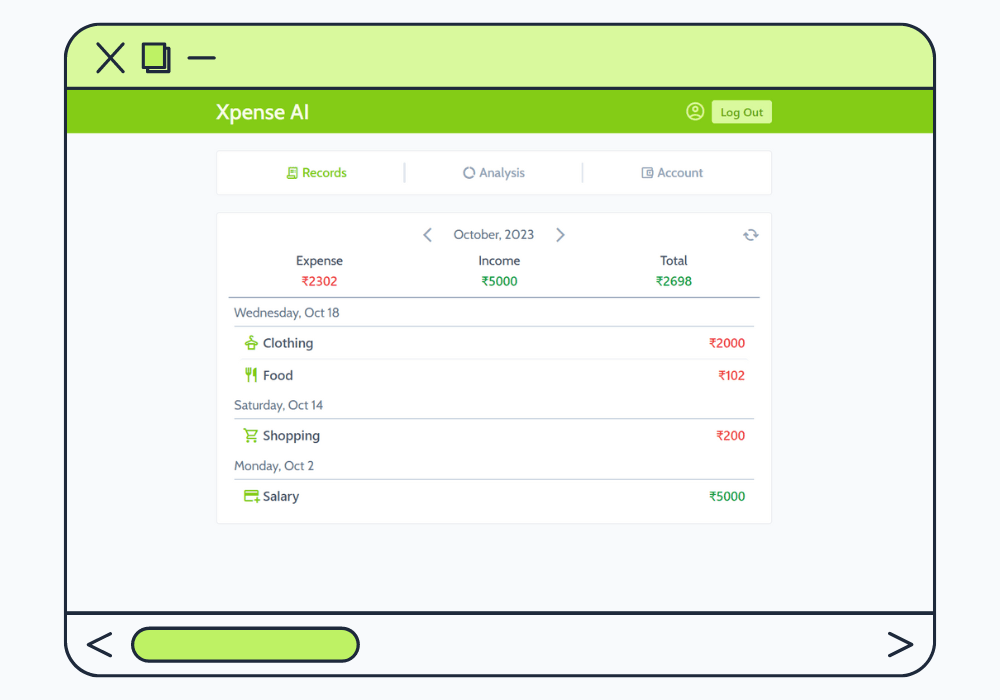 Xpense AI Log Out
Records Analysis Account
October, 2023
Expense Income Total
₹2302 ₹5000 ₹2698
Wednesday, Oct 18
Clothing ₹2000
Food ₹102
Saturday, Oct 14
Shopping ₹200
Monday, Oct 2
Salary ₹5000